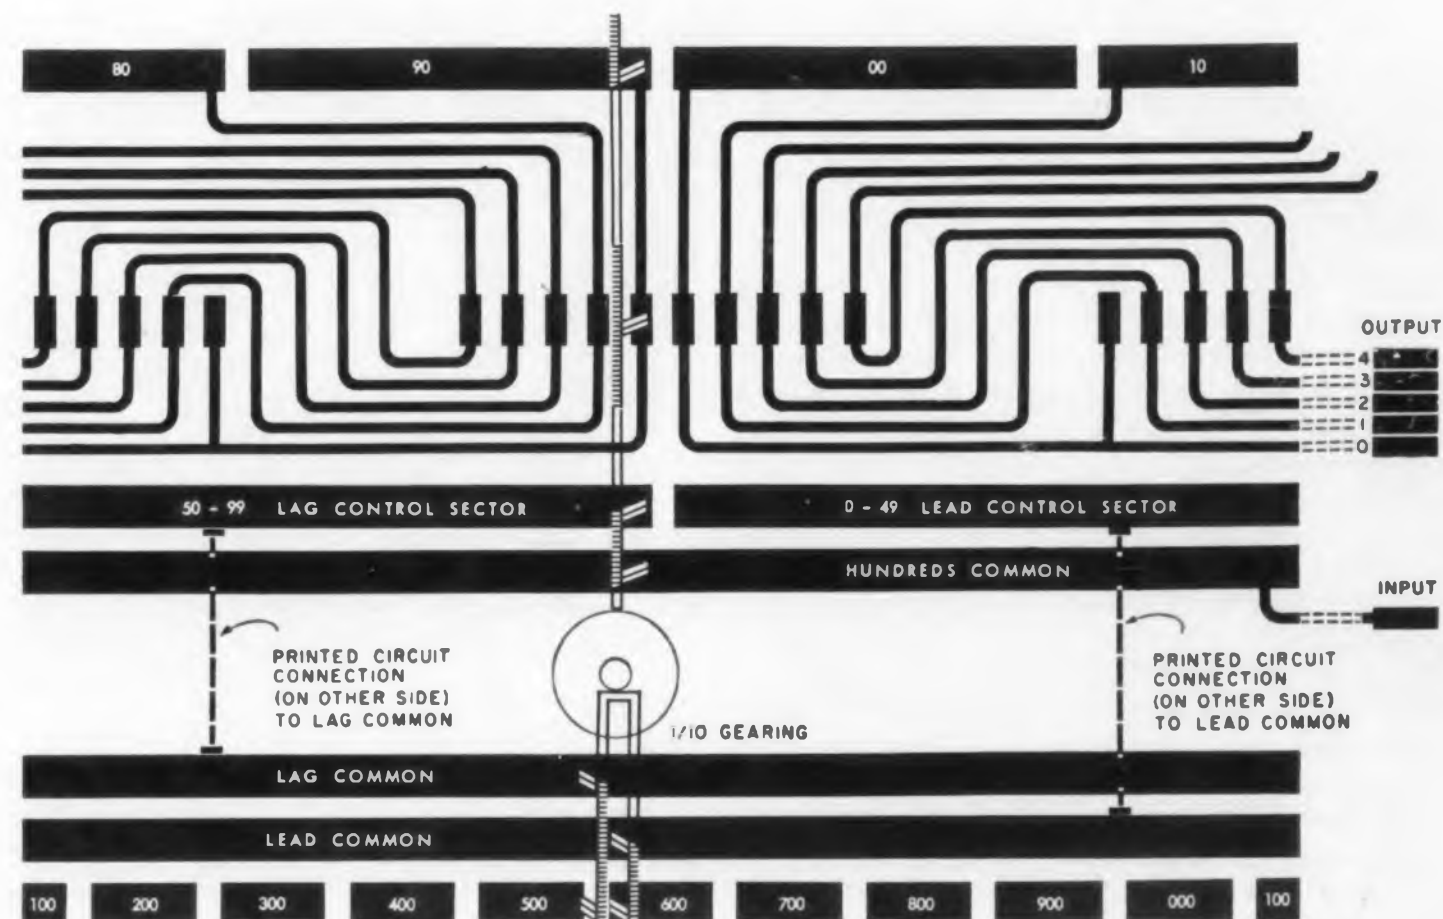 80 90 00 10
OUTPUT
4
3
2
1
0
50 - 99 LAG CONTROL SECTOR
0 - 49 LEAD CONTROL SECTOR
HUNDREDS COMMON
INPUT
PRINTED CIRCUIT
CONNECTION
(ON OTHER SIDE)
TO LAG COMMON
PRINTED CIRCUIT
CONNECTION
(ON OTHER SIDE)
TO LEAD COMMON
1/10 GEARING
LAG COMMON
LEAD COMMON
100 200 300 400 500 600 700 800 900 000 100